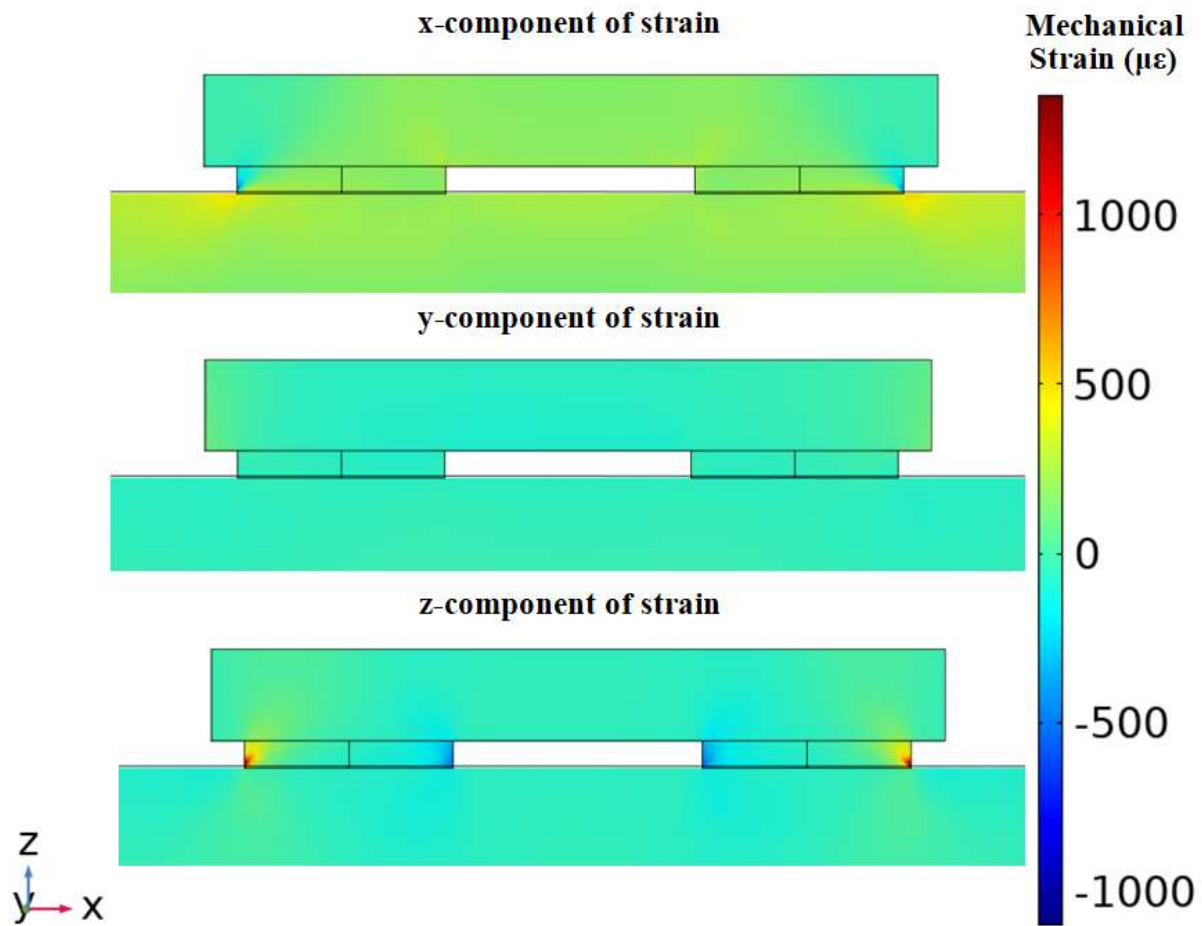 x-component of strain
Mechanical
Strain (µε)
1000
500
0
-500
-1000
y-component of strain
z-component of strain
z
y
x